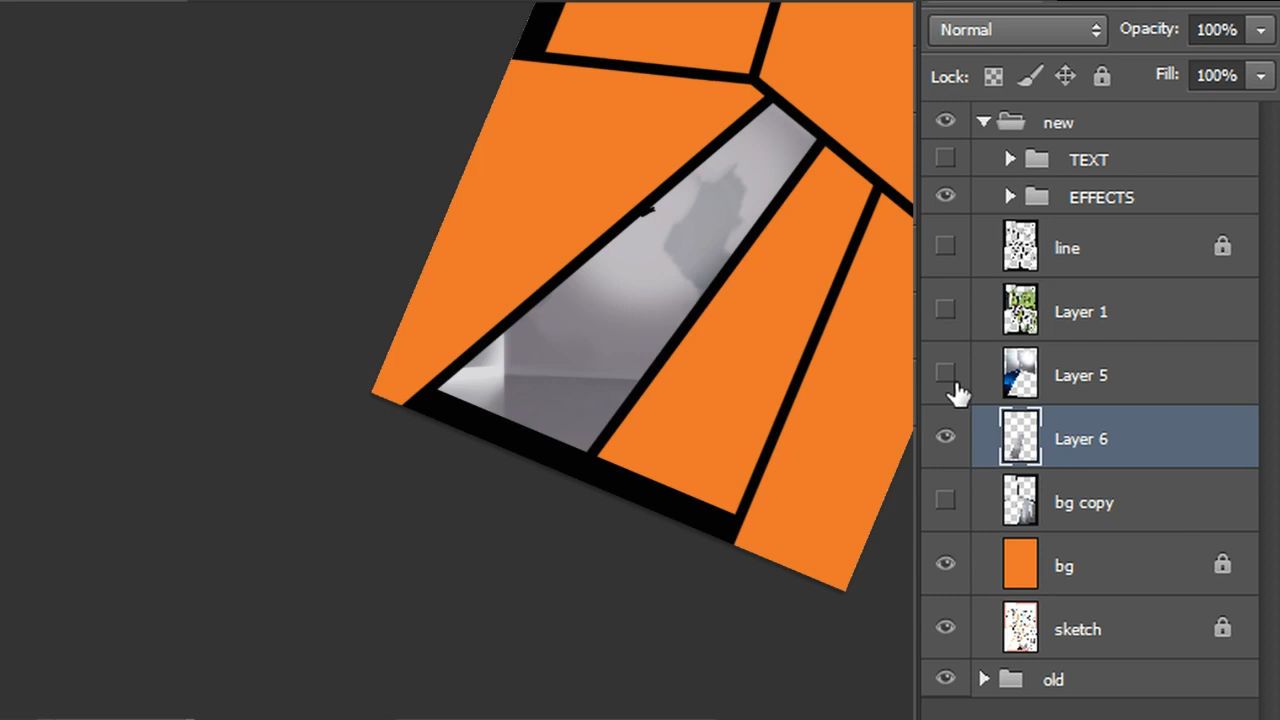 Normal
Opacity: 100%
Lock:
Fill: 100%
new
TEXT
EFFECTS
line
Layer 1
Layer 5
Layer 6
bg copy
bg
sketch
old